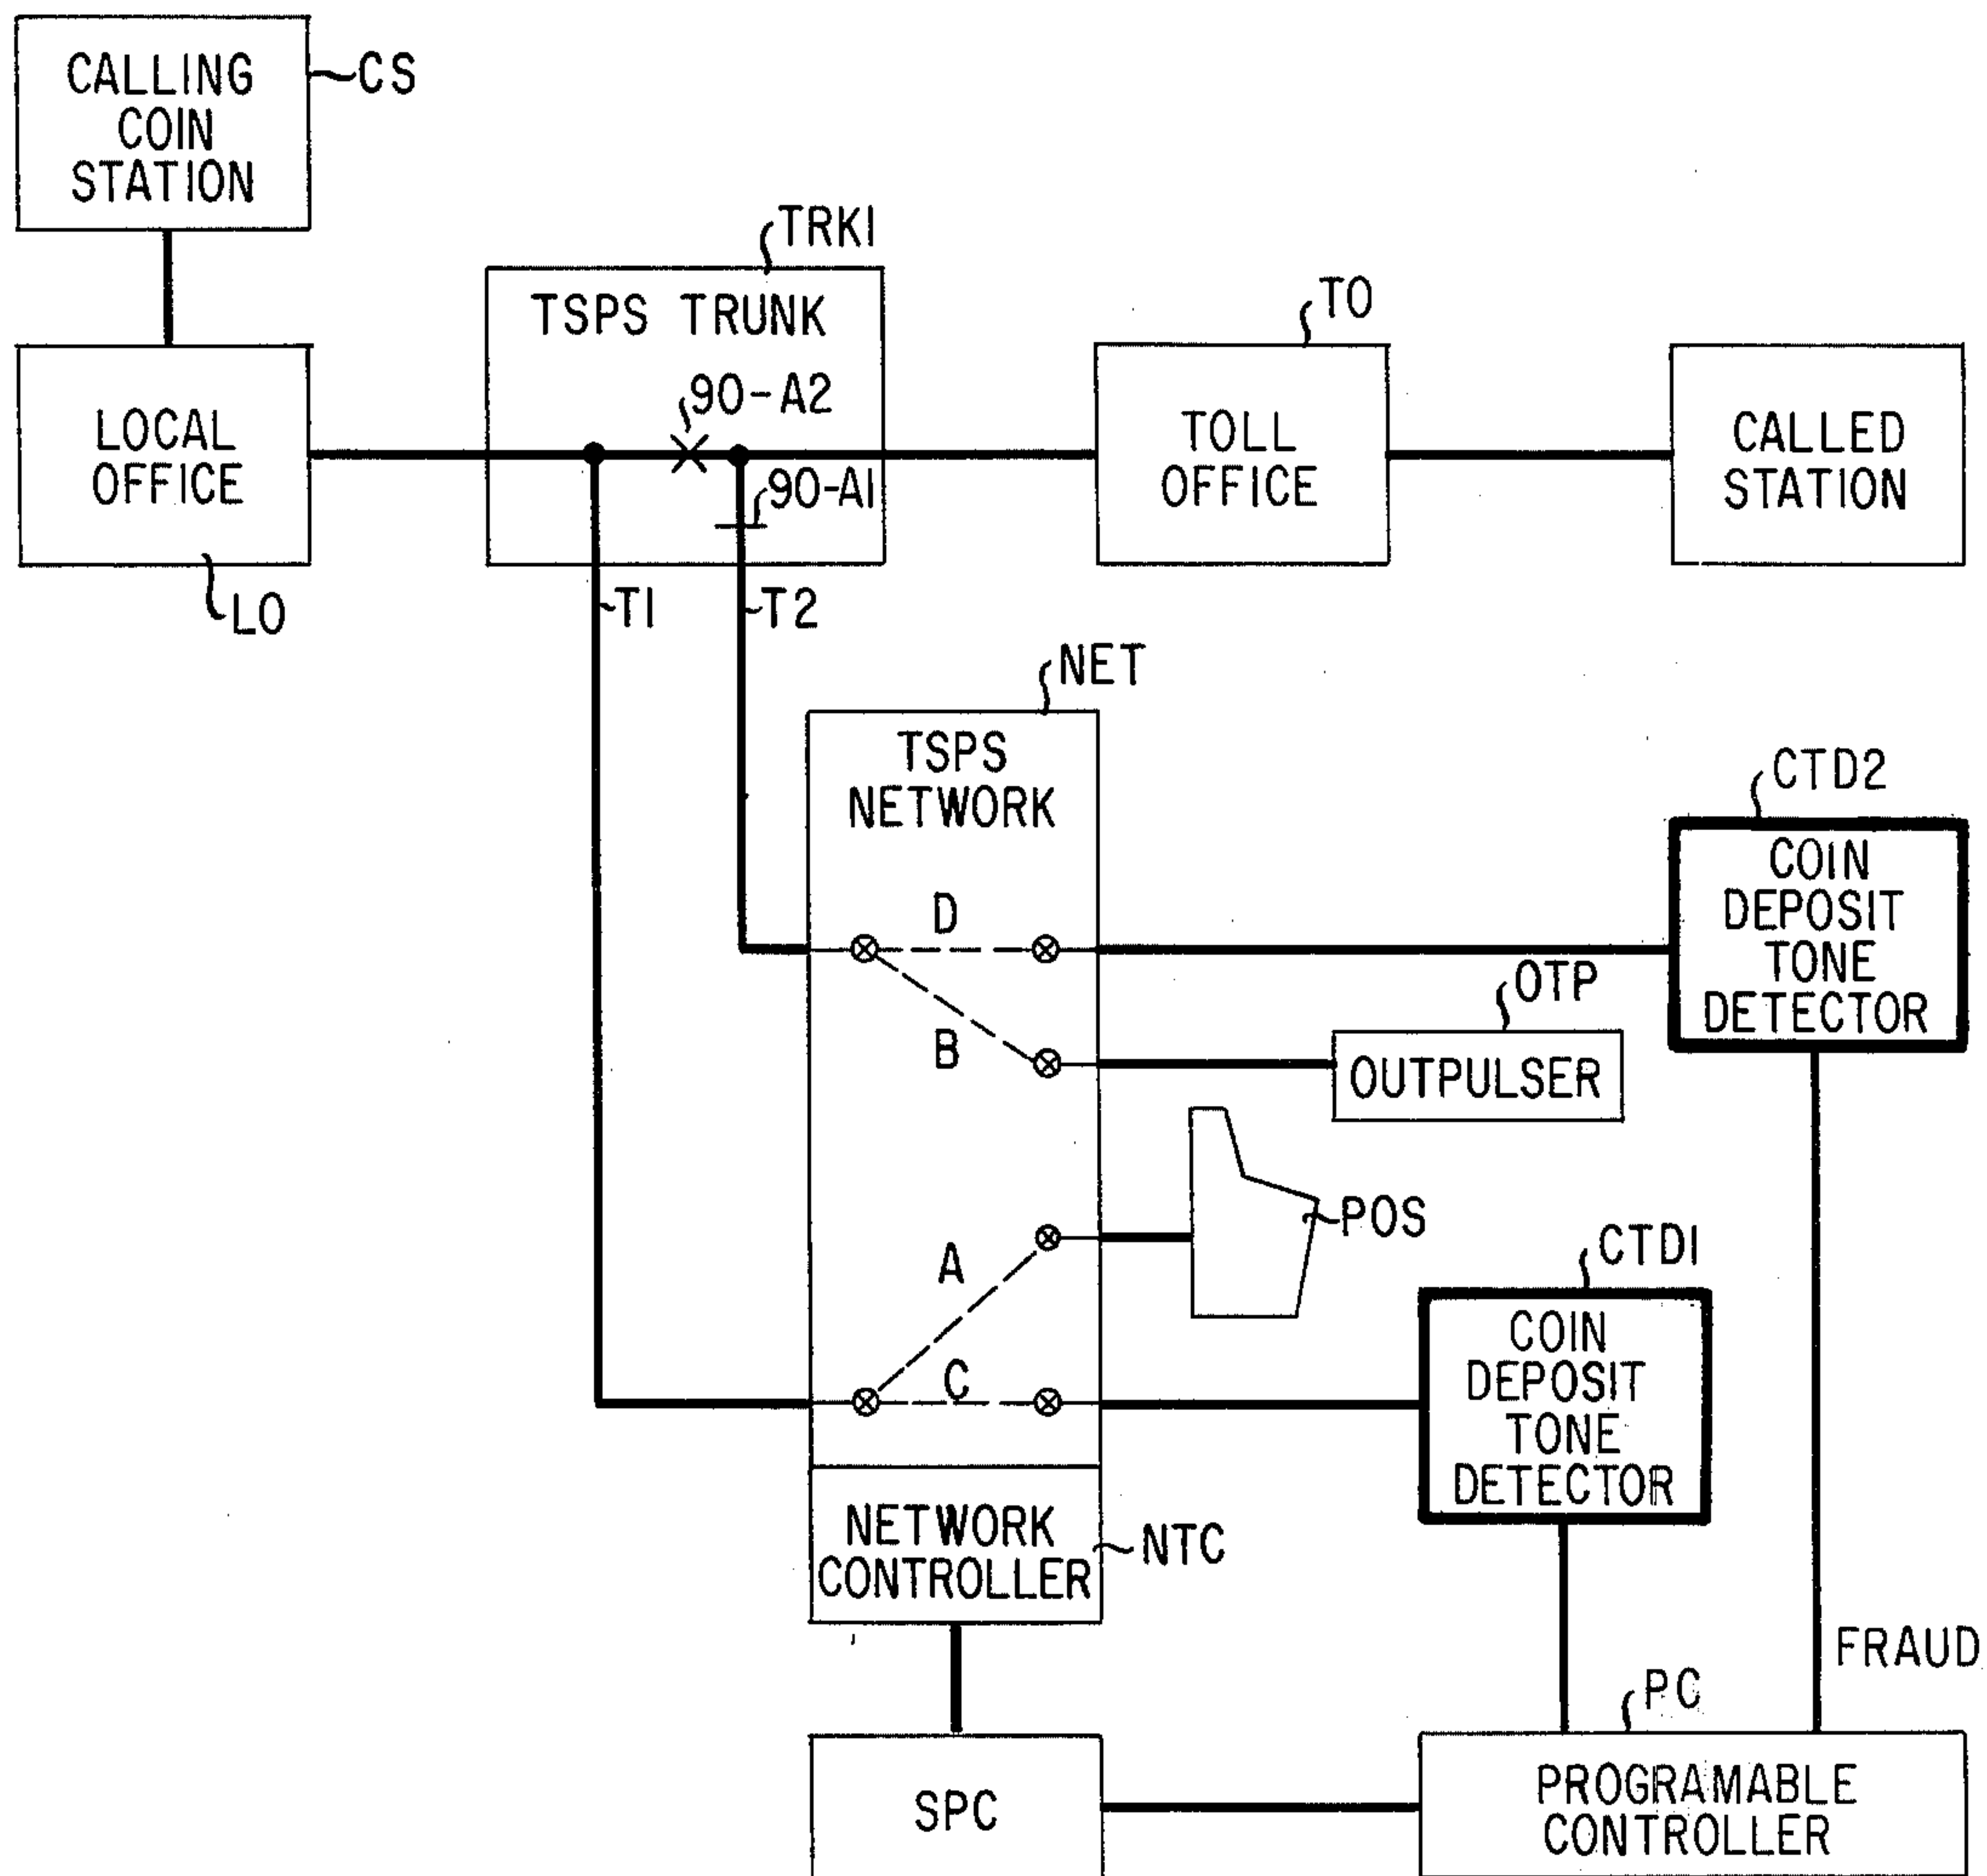 CALLING
COIN
STATION
CS
TRK1
TSPS TRUNK
TO
90-A2
LOCAL
OFFICE
TOLL
OFFICE
CALLED
STATION
90-A1
LO
T1
T2
NET
TSPS
NETWORK
CTD2
COIN
DEPOSIT
TONE
DETECTOR
D
OTP
B
OUTPULSER
POS
A
CTD1
C
COIN
DEPOSIT
TONE
DETECTOR
NETWORK
CONTROLLER
NTC
FRAUD
PC
SPC
PROGRAMABLE
CONTROLLER